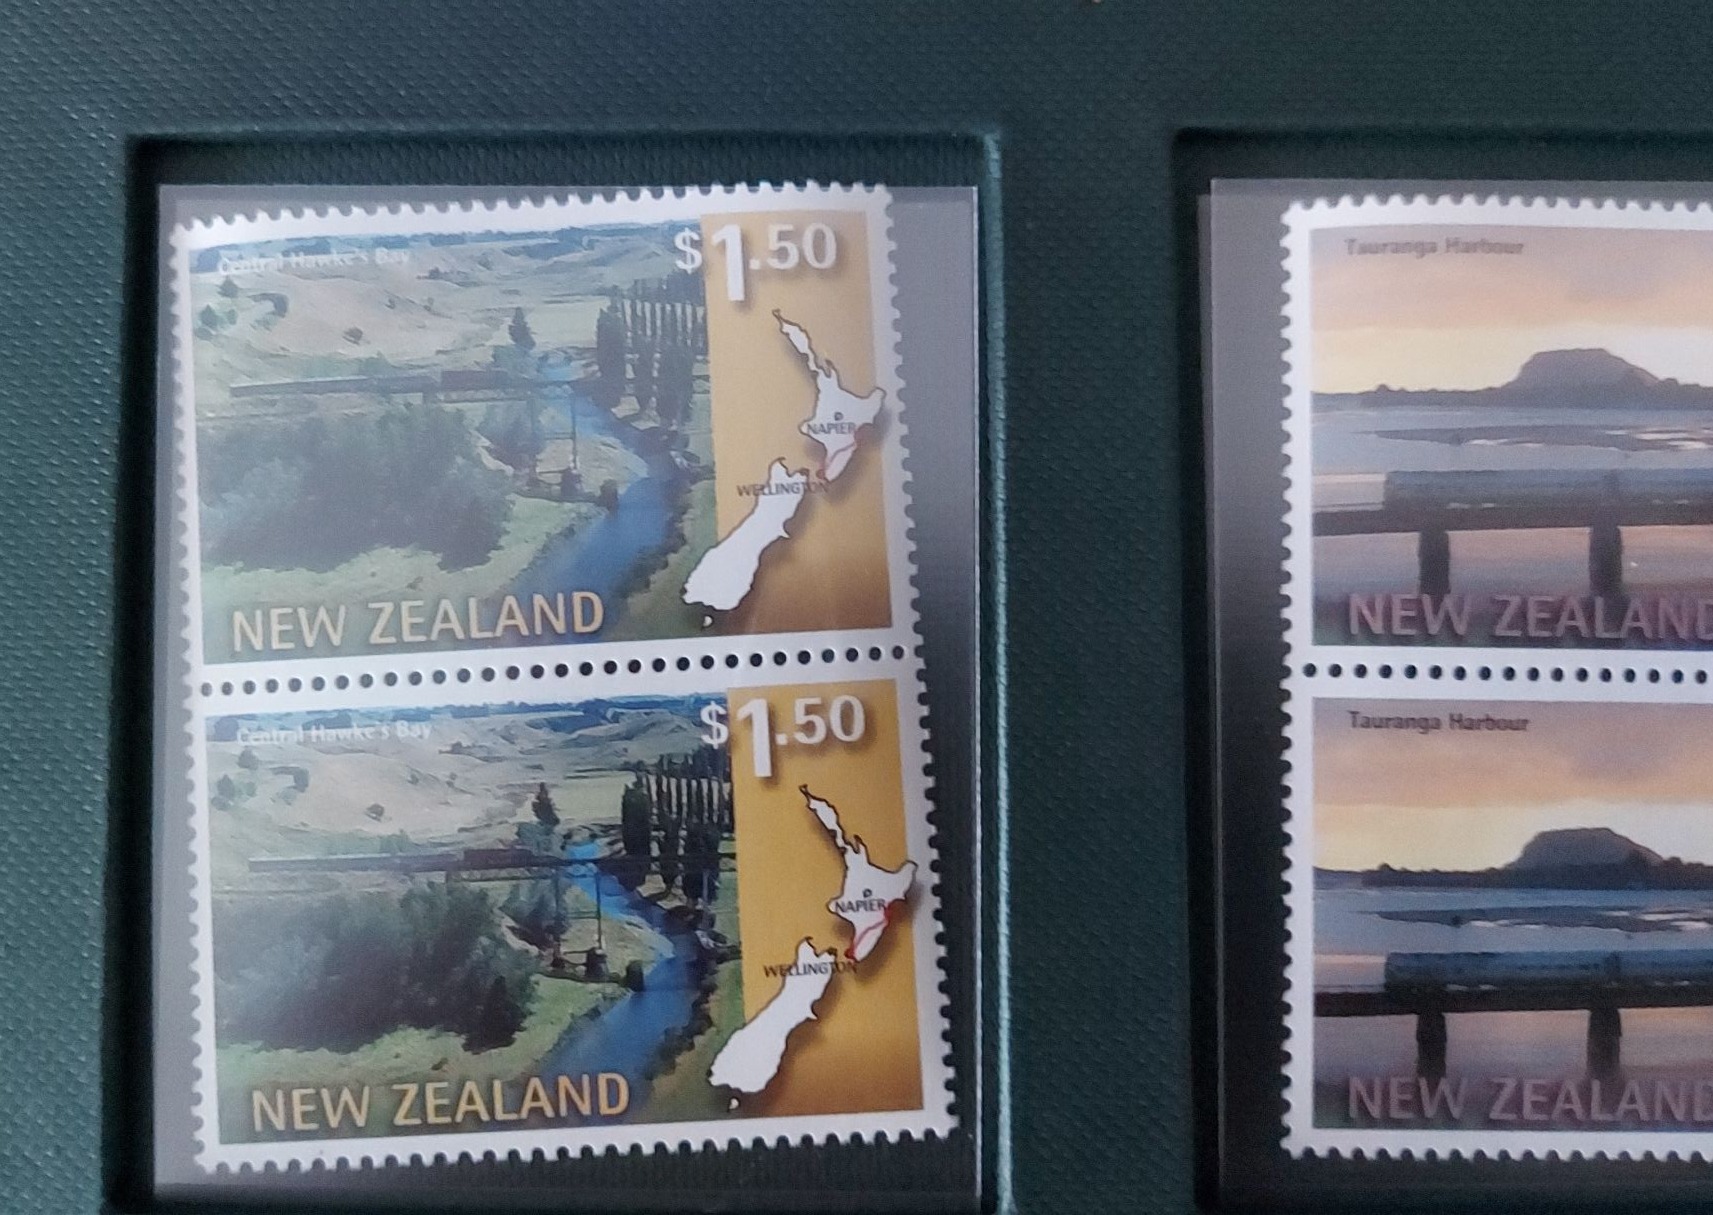 Central Hawke's Bay
$1.50
NAPIER
WELLINGTON
NEW ZEALAND
Central Hawke's Bay
$1.50
NAPIER
WELLINGTON
NEW ZEALAND
Tauranga Harbour
NEW ZEALAND
Tauranga Harbour
NEW ZEALAND